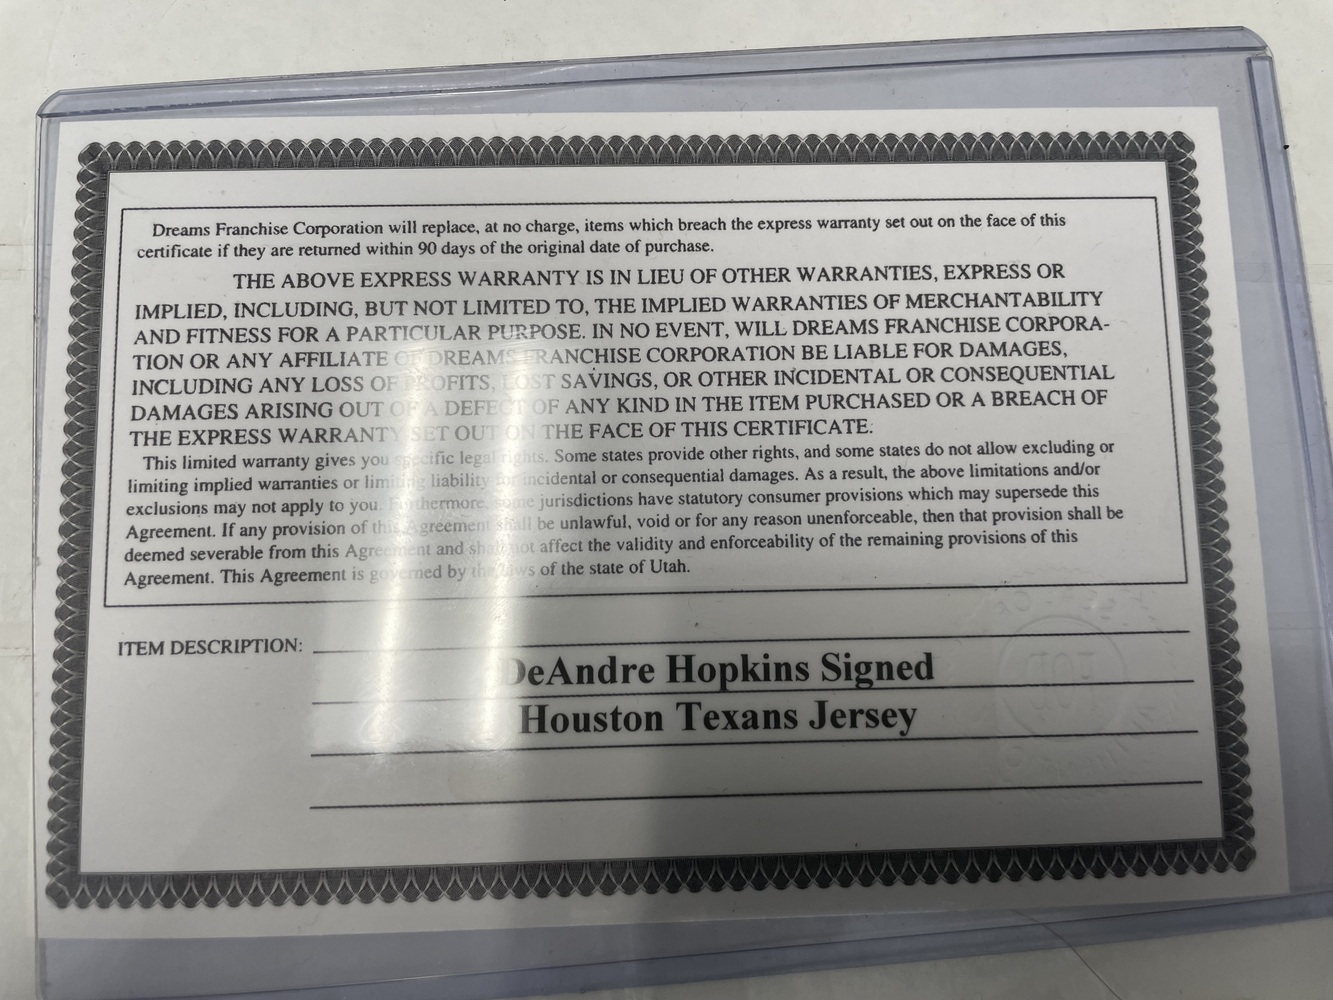 Dreams Franchise Corporation will replace, at no charge, items which breach the express warranty set out on the face of this
certificate if they are returned within 90 days of the original date of purchase.
THE ABOVE EXPRESS WARRANTY IS IN LIEU OF OTHER WARRANTIES, EXPRESS OR
IMPLIED, INCLUDING, BUT NOT LIMITED TO, THE IMPLIED WARRANTIES OF MERCHANTABILITY
AND FITNESS FOR A PARTICULAR PURPOSE. IN NO EVENT, WILL DREAMS FRANCHISE CORPORA-
TION OR ANY AFFILIATE OF DREAMS FRANCHISE CORPORATION BE LIABLE FOR DAMAGES,
INCLUDING ANY LOSS OF PROFITS, LOST SAVINGS, OR OTHER INCIDENTAL OR CONSEQUENTIAL
DAMAGES ARISING OUT OF A DEFECT OF ANY KIND IN THE ITEM PURCHASED OR A BREACH OF
THE EXPRESS WARRANTY SET OUT ON THE FACE OF THIS CERTIFICATE.
This limited warranty gives you specific legal rights. Some states provide other rights, and some states do not allow excluding or
limiting implied warranties or limiting liability for incidental or consequential damages. As a result, the above limitations and/or
exclusions may not apply to you. Furthermore, some jurisdictions have statutory consumer provisions which may supersede this
Agreement. If any provision of this Agreement shall be unlawful, void or for any reason unenforceable, then that provision shall be
deemed severable from this Agreement and shall not affect the validity and enforceability of the remaining provisions of this
Agreement. This Agreement is governed by the laws of the state of Utah.
ITEM DESCRIPTION:
DeAndre Hopkins Signed
Houston Texans Jersey